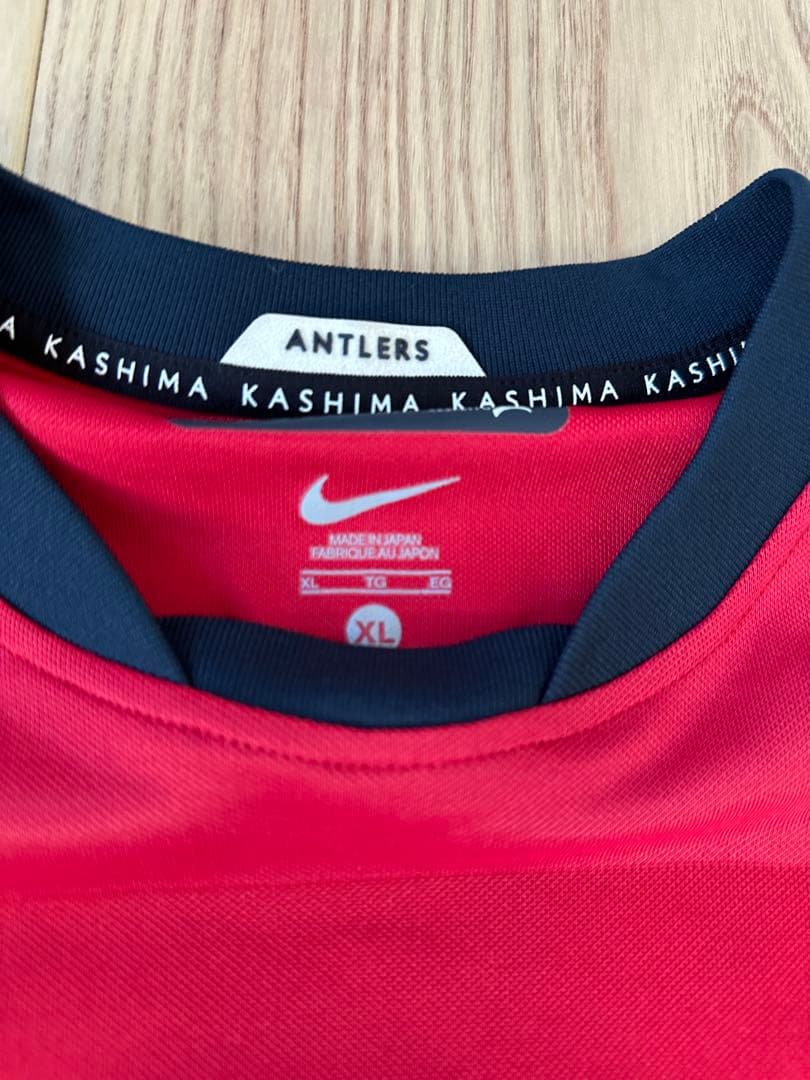 ANTLERS
A KASHIMA KASHIMA KASHIMA KASHI
MADE IN JAPAN
FABRIQUE AU JAPON
XL TG EG
XL